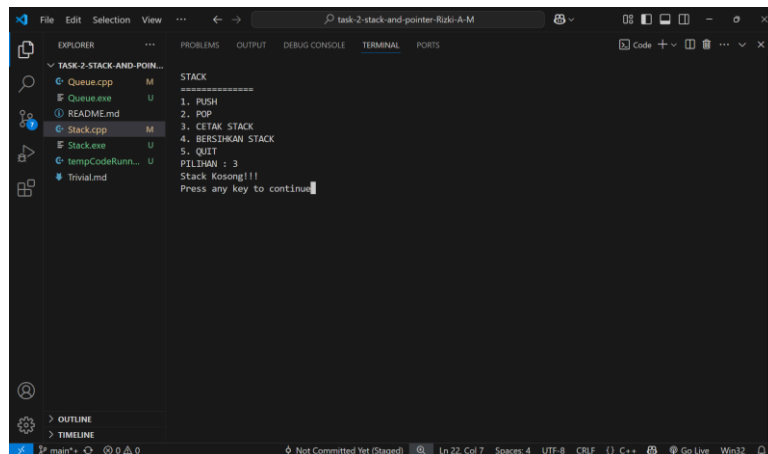 File Edit Selection View ... task-2-stack-and-pointer-Rizki-A-M
EXPLORER ...
TASK-2-STACK-AND-POIN...
Queue.cpp M
Queue.exe U
README.md
Stack.cpp M
Stack.exe U
tempCodeRunn... U
Trivial.md
OUTLINE
TIMELINE
PROBLEMS OUTPUT DEBUG CONSOLE TERMINAL PORTS Code
STACK
==============
1. PUSH
2. POP
3. CETAK STACK
4. BERSIHKAN STACK
5. QUIT
PILIHAN : 3
Stack Kosong!!!
Press any key to continue
7
main*+ 0 0 0 Not Committed Yet (Staged) Ln 22, Col 7 Spaces: 4 UTF-8 CRLF {} C++ Go Live Win32